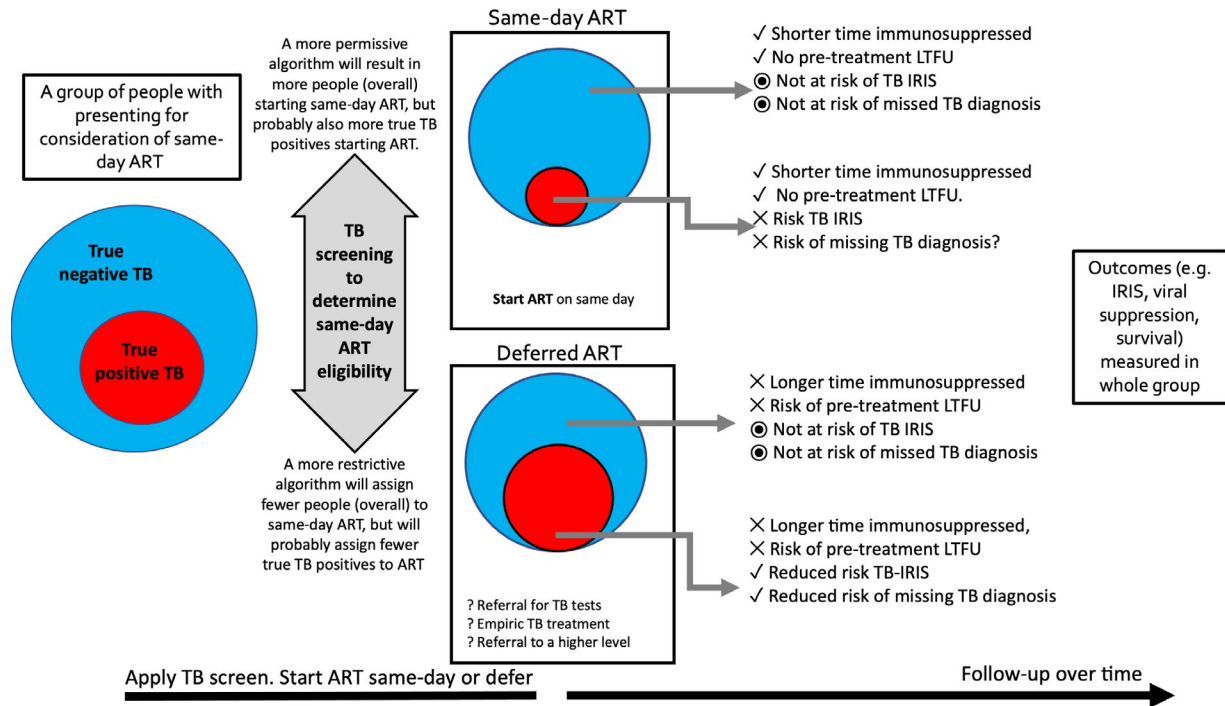 A group of people with
presenting for
consideration of same-
day ART
True
negative TB
True
positive TB
A more permissive
algorithm will result in
more people (overall)
starting same-day ART, but
probably also more true TB
positives starting ART.
TB
screening
to
determine
same-day
ART
eligibility
A more restrictive
algorithm will assign
fewer people (overall) to
same-day ART, but will
probably assign fewer
true TB positives to ART
Same-day ART
Start ART on same day
✓ Shorter time immunosuppressed
✓ No pre-treatment LTFU
◉ Not at risk of TB IRIS
◉ Not at risk of missed TB diagnosis
✓ Shorter time immunosuppressed
✓ No pre-treatment LTFU.
✕ Risk TB IRIS
✕ Risk of missing TB diagnosis?
Deferred ART
? Referral for TB tests
? Empiric TB treatment
? Referral to a higher level
✕ Longer time immunosuppressed
✕ Risk of pre-treatment LTFU
◉ Not at risk of TB IRIS
◉ Not at risk of missed TB diagnosis
✕ Longer time immunosuppressed,
✕ Risk of pre-treatment LTFU
✓ Reduced risk TB-IRIS
✓ Reduced risk of missing TB diagnosis
Outcomes (e.g.
IRIS, viral
suppression,
survival)
measured in
whole group
Apply TB screen. Start ART same-day or defer
Follow-up over time